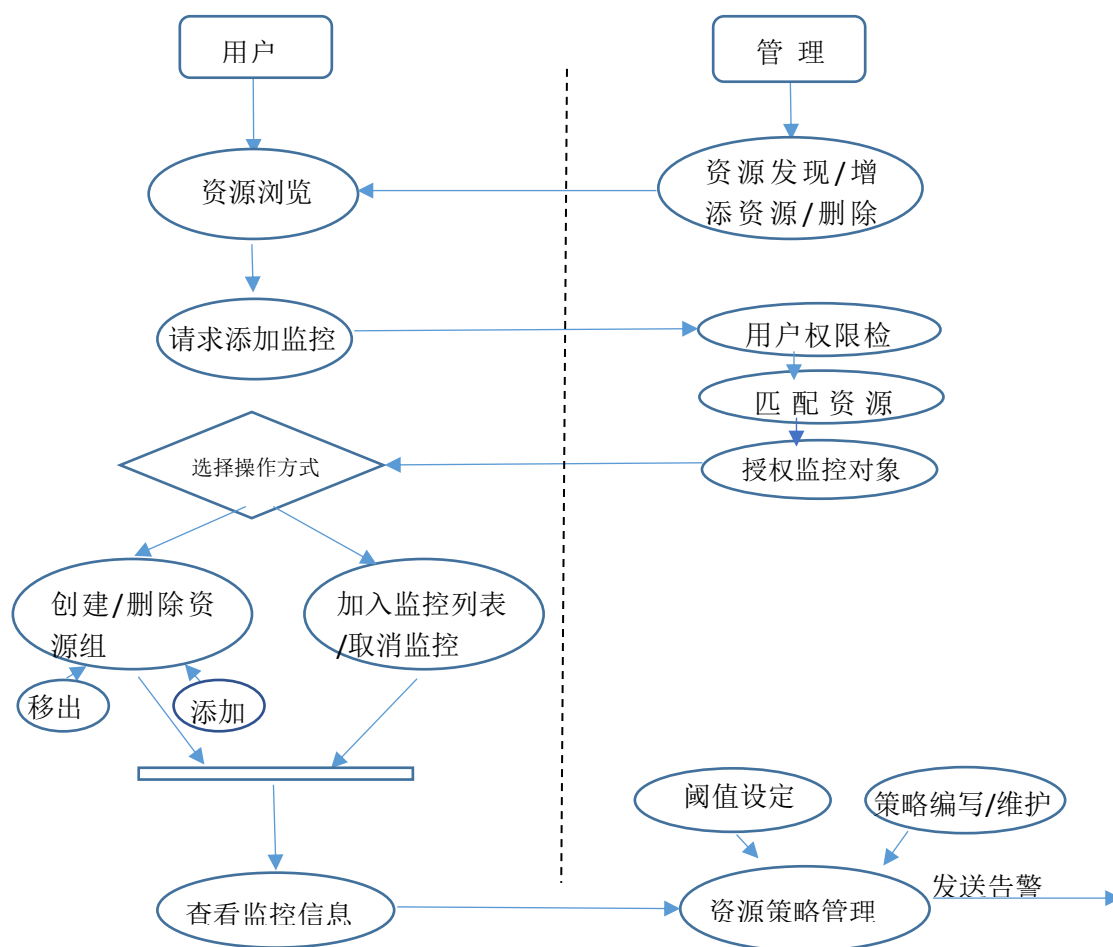 用户
管 理
资源浏览
资源发现/增
添资源/删除
请求添加监控
用户权限检
匹配资源
选择操作方式
授权监控对象
创建/删除资
源组
加入监控列表
/取消监控
移出
添加
阈值设定
策略编写/维护
查看监控信息
资源策略管理
发送告警